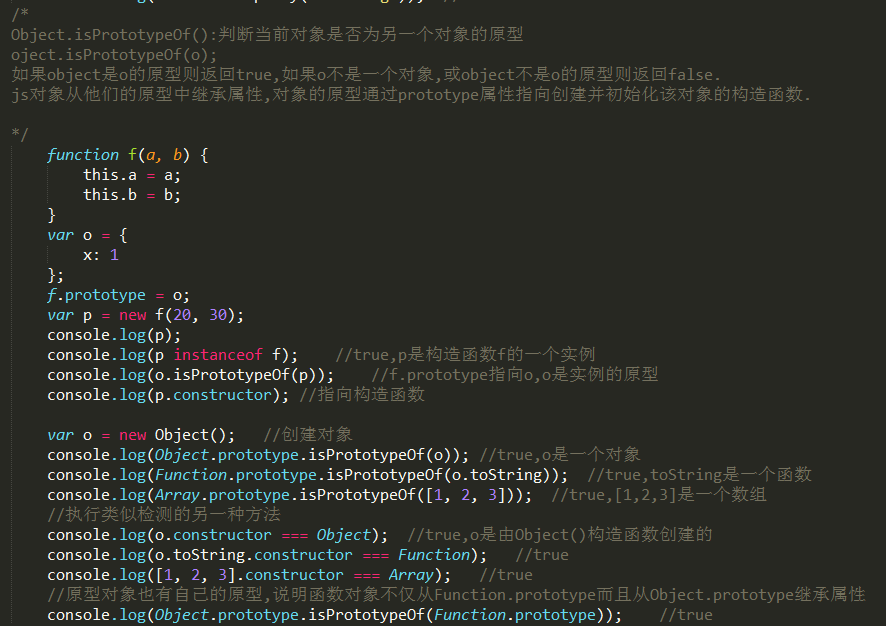 /*
Object.isPrototypeOf():判断当前对象是否为另一个对象的原型
oject.isPrototypeOf(o);
如果object是o的原型则返回true,如果o不是一个对象,或object不是o的原型则返回false.
js对象从他们的原型中继承属性,对象的原型通过prototype属性指向创建并初始化该对象的构造函数.
*/
function f(a, b) {
this.a = a;
this.b = b;
}
var o = {
x: 1
};
f.prototype = o;
var p = new f(20, 30);
console.log(p);
console.log(p instanceof f); //true,p是构造函数f的一个实例
console.log(o.isPrototypeOf(p)); //f.prototype指向o,o是实例的原型
console.log(p.constructor); //指向构造函数
var o = new Object(); //创建对象
console.log(Object.prototype.isPrototypeOf(o)); //true,o是一个对象
console.log(Function.prototype.isPrototypeOf(o.toString)); //true,toString是一个函数
console.log(Array.prototype.isPrototypeOf([1, 2, 3])); //true,[1,2,3]是一个数组
//执行类似检测的另一种方法
console.log(o.constructor === Object); //true,o是由Object()构造函数创建的
console.log(o.toString.constructor === Function); //true
console.log([1, 2, 3].constructor === Array); //true
//原型对象也有自己的原型,说明函数对象不仅从Function.prototype而且从Object.prototype继承属性
console.log(Object.prototype.isPrototypeOf(Function.prototype)); //true